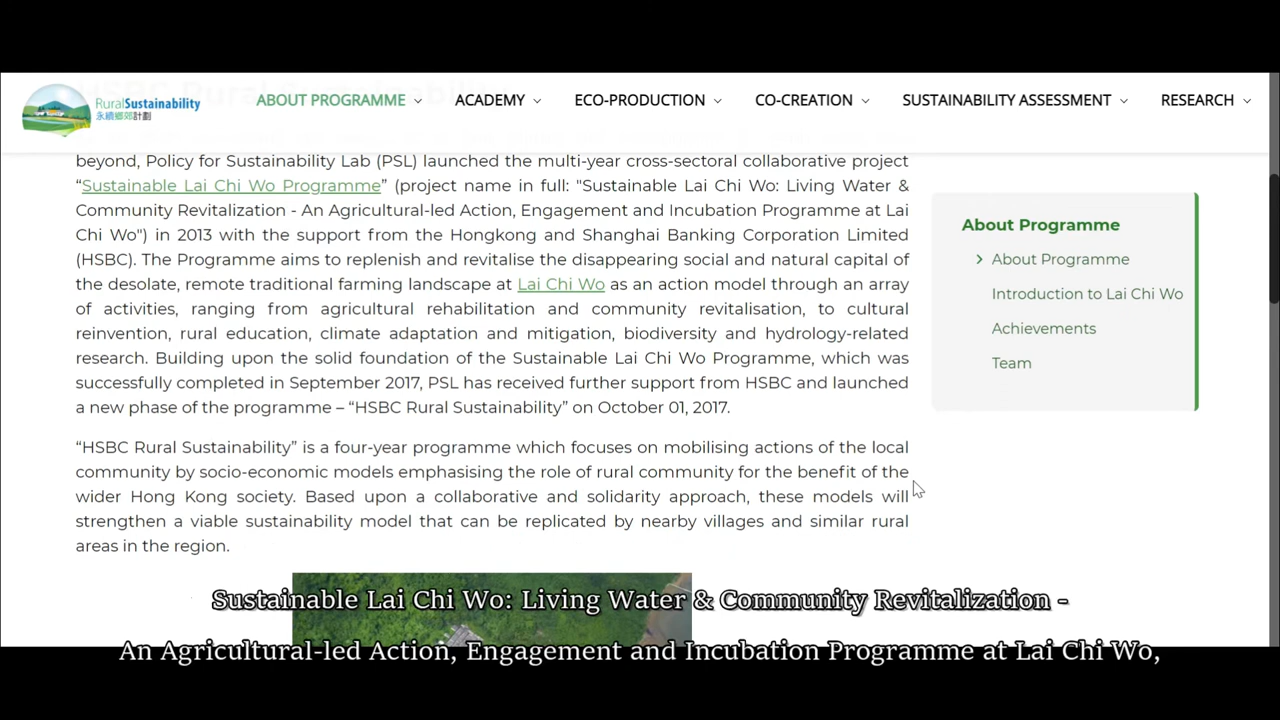 RuralSustainability
永續鄉郊計劃
ABOUT PROGRAMME
ACADEMY
ECO-PRODUCTION
CO-CREATION
SUSTAINABILITY ASSESSMENT
RESEARCH
HSBC Rural Sustainability
beyond, Policy for Sustainability Lab (PSL) launched the multi-year cross-sectoral collaborative project
“Sustainable Lai Chi Wo Programme” (project name in full: "Sustainable Lai Chi Wo: Living Water &
Community Revitalization - An Agricultural-led Action, Engagement and Incubation Programme at Lai
Chi Wo") in 2013 with the support from the Hongkong and Shanghai Banking Corporation Limited
(HSBC). The Programme aims to replenish and revitalise the disappearing social and natural capital of
the desolate, remote traditional farming landscape at Lai Chi Wo as an action model through an array
of activities, ranging from agricultural rehabilitation and community revitalisation, to cultural
reinvention, rural education, climate adaptation and mitigation, biodiversity and hydrology-related
research. Building upon the solid foundation of the Sustainable Lai Chi Wo Programme, which was
successfully completed in September 2017, PSL has received further support from HSBC and launched
a new phase of the programme – “HSBC Rural Sustainability” on October 01, 2017.
“HSBC Rural Sustainability” is a four-year programme which focuses on mobilising actions of the local
community by socio-economic models emphasising the role of rural community for the benefit of the
wider Hong Kong society. Based upon a collaborative and solidarity approach, these models will
strengthen a viable sustainability model that can be replicated by nearby villages and similar rural
areas in the region.
About Programme
About Programme
Introduction to Lai Chi Wo
Achievements
Team
Sustainable Lai Chi Wo: Living Water & Community Revitalization -
An Agricultural-led Action, Engagement and Incubation Programme at Lai Chi Wo,